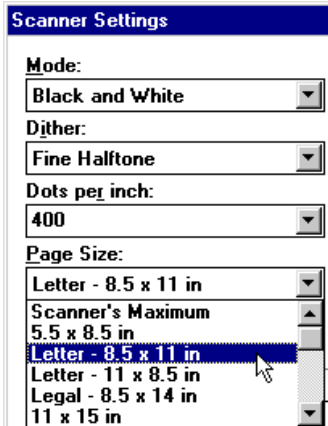 Scanner Settings
Mode:
Black and White
Dither:
Fine Halftone
Dots per inch:
400
Page Size:
Letter - 8.5 x 11 in
Scanner's Maximum
5.5 x 8.5 in
Letter - 8.5 x 11 in
Letter - 11 x 8.5 in
Legal - 8.5 x 14 in
11 x 15 in